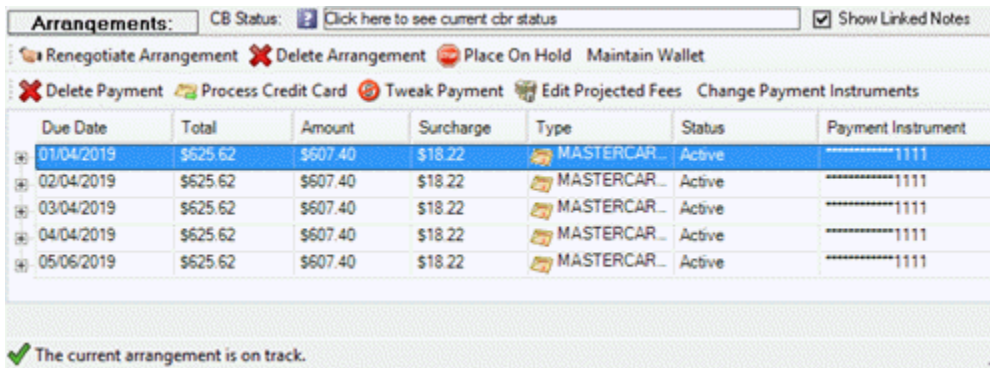 Arrangements: CB Status: Click here to see current cbr status Show Linked Notes
Renegotiate Arrangement Delete Arrangement Place On Hold Maintain Wallet
Delete Payment Process Credit Card Tweak Payment Edit Projected Fees Change Payment Instruments
Due Date Total Amount Surcharge Type Status Payment Instrument
01/04/2019 $625.62 $607.40 $18.22 MASTERCAR... Active ************1111
02/04/2019 $625.62 $607.40 $18.22 MASTERCAR... Active ************1111
03/04/2019 $625.62 $607.40 $18.22 MASTERCAR... Active ************1111
04/04/2019 $625.62 $607.40 $18.22 MASTERCAR... Active ************1111
05/06/2019 $625.62 $607.40 $18.22 MASTERCAR... Active ************1111
The current arrangement is on track.